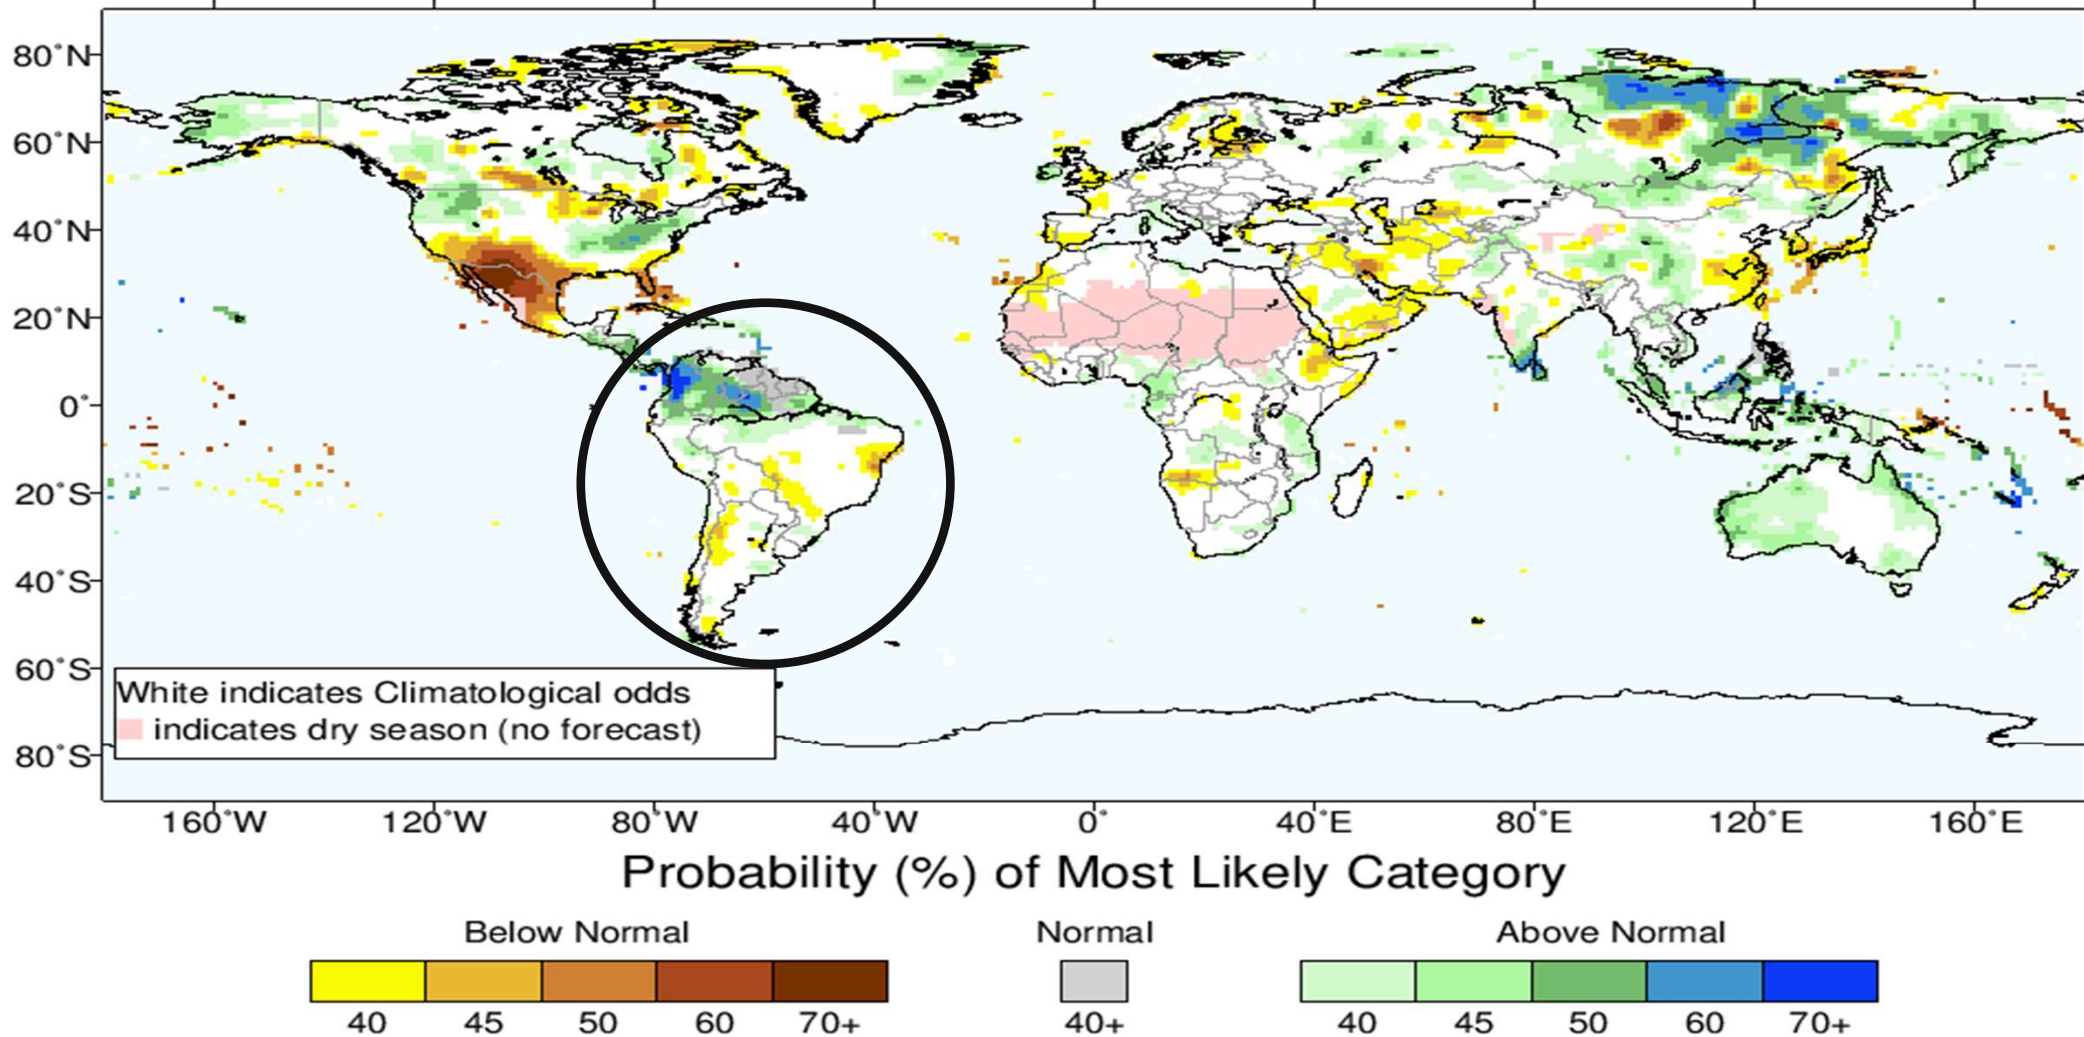 80°N
60°N
40°N
20°N
0°
20°S
40°S
60°S
80°S
White indicates Climatological odds
indicates dry season (no forecast)
160°W 120°W 80°W 40°W 0° 40°E 80°E 120°E 160°E
Probability (%) of Most Likely Category
Below Normal Normal Above Normal
40 45 50 60 70+ 40+ 40 45 50 60 70+